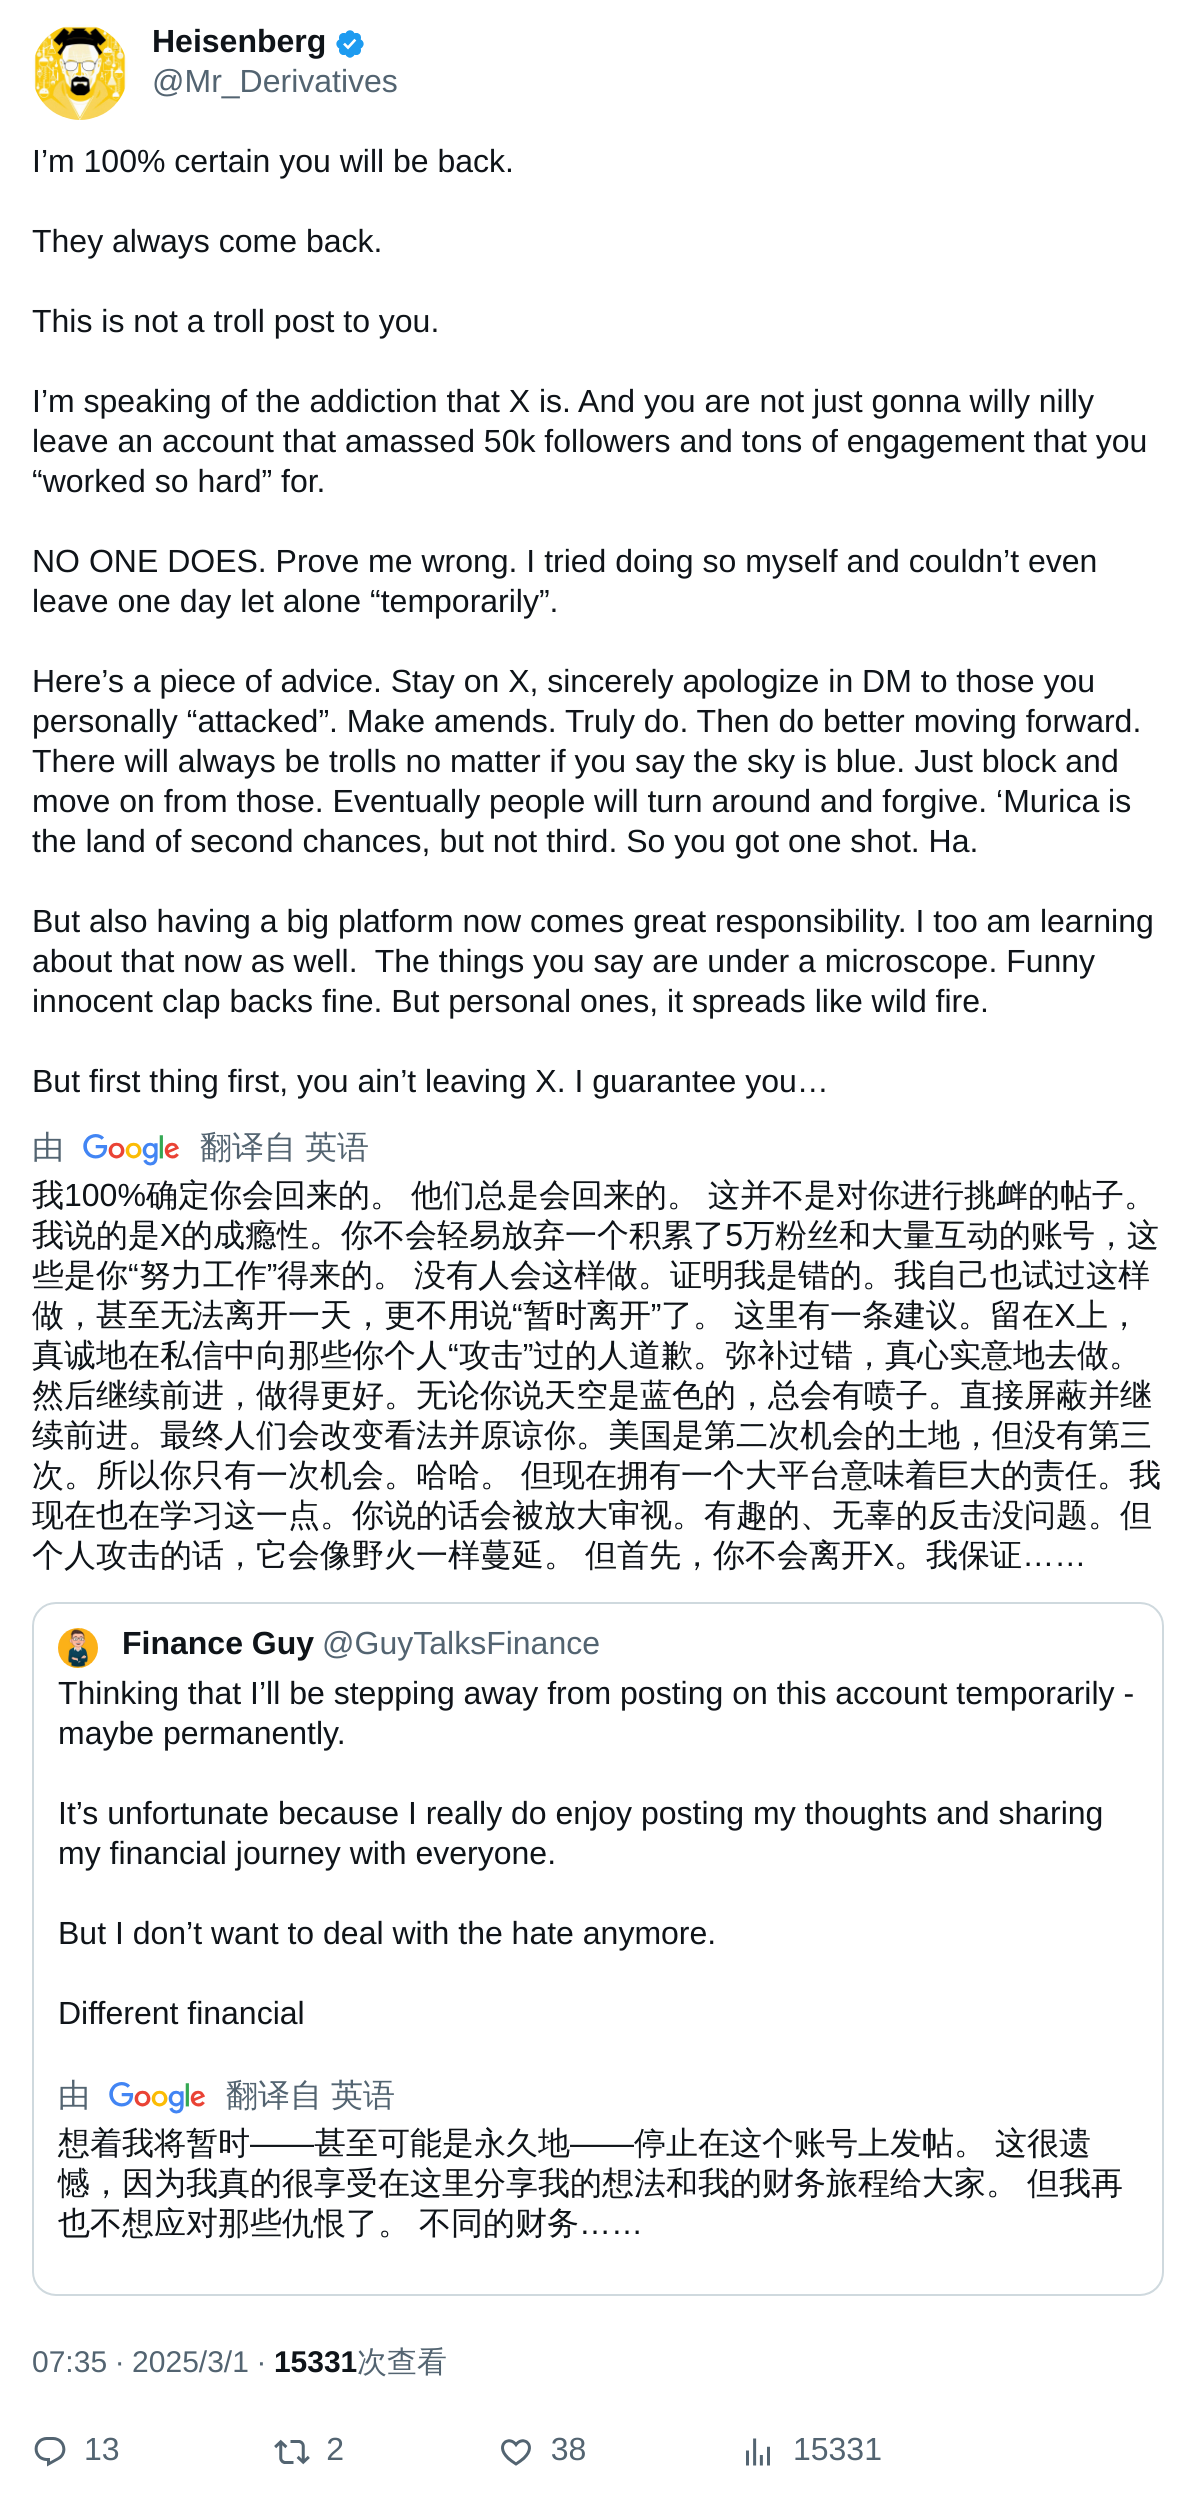 Heisenberg
@Mr_Derivatives
I’m 100% certain you will be back.
They always come back.
This is not a troll post to you.
I’m speaking of the addiction that X is. And you are not just gonna willy nilly
leave an account that amassed 50k followers and tons of engagement that you
“worked so hard” for.
NO ONE DOES. Prove me wrong. I tried doing so myself and couldn’t even
leave one day let alone “temporarily”.
Here’s a piece of advice. Stay on X, sincerely apologize in DM to those you
personally “attacked”. Make amends. Truly do. Then do better moving forward.
There will always be trolls no matter if you say the sky is blue. Just block and
move on from those. Eventually people will turn around and forgive. ‘Murica is
the land of second chances, but not third. So you got one shot. Ha.
But also having a big platform now comes great responsibility. I too am learning
about that now as well.  The things you say are under a microscope. Funny
innocent clap backs fine. But personal ones, it spreads like wild fire.
But first thing first, you ain’t leaving X. I guarantee you…
由 Google 翻译自 英语
我100%确定你会回来的。 他们总是会回来的。 这并不是对你进行挑衅的帖子。
我说的是X的成瘾性。你不会轻易放弃一个积累了5万粉丝和大量互动的账号，这
些是你“努力工作”得来的。 没有人会这样做。证明我是错的。我自己也试过这样
做，甚至无法离开一天，更不用说“暂时离开”了。 这里有一条建议。留在X上，
真诚地在私信中向那些你个人“攻击”过的人道歉。弥补过错，真心实意地去做。
然后继续前进，做得更好。无论你说天空是蓝色的，总会有喷子。直接屏蔽并继
续前进。最终人们会改变看法并原谅你。美国是第二次机会的土地，但没有第三
次。所以你只有一次机会。哈哈。 但现在拥有一个大平台意味着巨大的责任。我
现在也在学习这一点。你说的话会被放大审视。有趣的、无辜的反击没问题。但
个人攻击的话，它会像野火一样蔓延。 但首先，你不会离开X。我保证……
Finance Guy @GuyTalksFinance
Thinking that I’ll be stepping away from posting on this account temporarily -
maybe permanently.
It’s unfortunate because I really do enjoy posting my thoughts and sharing
my financial journey with everyone.
But I don’t want to deal with the hate anymore.
Different financial
由 Google 翻译自 英语
想着我将暂时——甚至可能是永久地——停止在这个账号上发帖。 这很遗
憾，因为我真的很享受在这里分享我的想法和我的财务旅程给大家。 但我再
也不想应对那些仇恨了。 不同的财务……
07:35 · 2025/3/1 · 15331次查看
13 2 38 15331